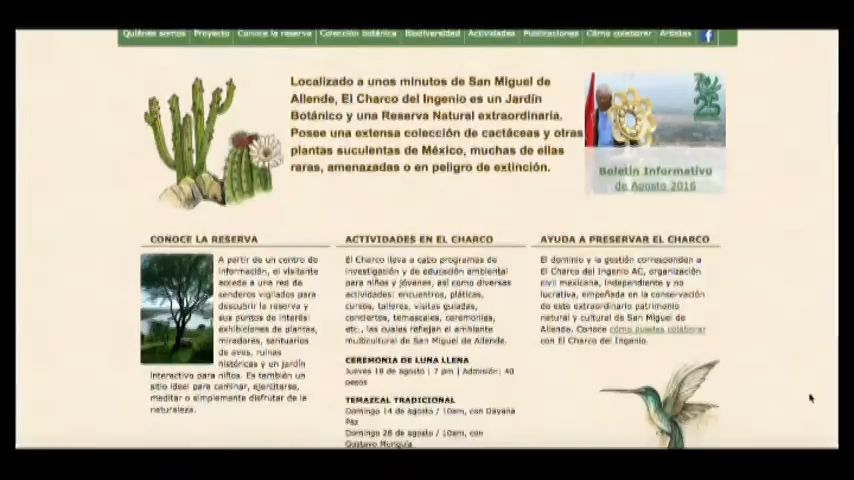 Quiénes somos Proyecto Conoce la reserva Colección botánica Biodiversidad Actividades Publicaciones Cómo colaborar Artistas
Localizado a unos minutos de San Miguel de
Allende, El Charco del Ingenio es un Jardín
Botánico y una Reserva Natural extraordinaria.
Posee una extensa colección de cactáceas y otras
plantas suculentas de México, muchas de ellas
raras, amenazadas o en peligro de extinción.
Boletín Informativo
de Agosto 2016
CONOCE LA RESERVA
A partir de un centro de
información, el visitante
accede a una red de
senderos vigilados para
descubrir la reserva y
sus puntos de interés:
exhibiciones de plantas,
miradores, santuarios
de aves, ruinas
históricas y un jardín
interactivo para niños. Es también un
sitio ideal para caminar, ejercitarse,
meditar o simplemente disfrutar de la
naturaleza.
ACTIVIDADES EN EL CHARCO
El Charco lleva a cabo programas de
investigación y de educación ambiental
para niños y jóvenes, así como diversas
actividades: encuentros, pláticas,
cursos, talleres, visitas guiadas,
conciertos, temascales, ceremonias,
etc., las cuales reflejan el ambiente
multicultural de San Miguel de Allende.
CEREMONIA DE LUNA LLENA
Jueves 18 de agosto | 7 pm | Admisión: 40
pesos
TEMAZCAL TRADICIONAL
Domingo 14 de agosto / 10am, con Dayana
Paz
Domingo 28 de agosto / 10am, con
Gustavo Munguía
AYUDA A PRESERVAR EL CHARCO
El dominio y la gestión corresponden a
El Charco del Ingenio AC, organización
civil mexicana, independiente y no
lucrativa, empeñada en la conservación
de este extraordinario patrimonio
natural y cultural de San Miguel de
Allende. Conoce cómo puedes colaborar
con El Charco del Ingenio.